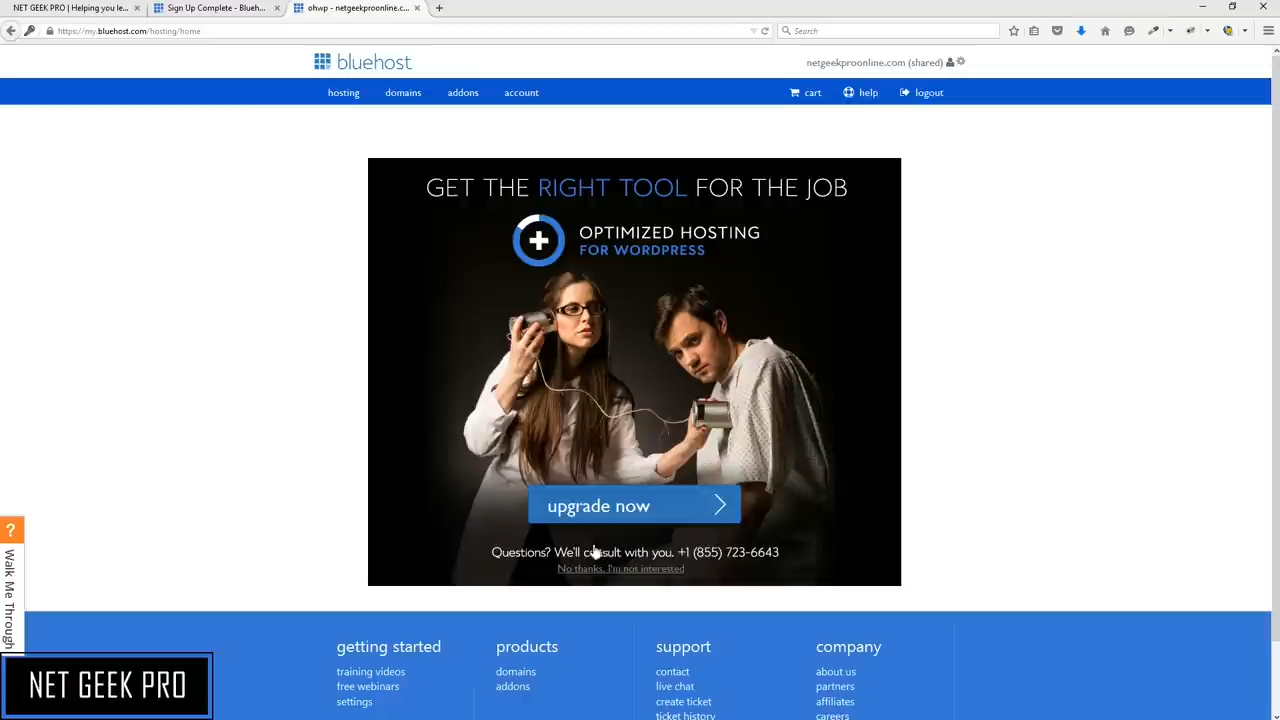 NET GEEK PRO | Helping you le...
Sign Up Complete - Blueh...
ohwp - netgeekproonline.c...
https://my.bluehost.com/hosting/home
Search
bluehost
netgeekproonline.com (shared)
hosting
domains
addons
account
cart
help
logout
GET THE RIGHT TOOL FOR THE JOB
OPTIMIZED HOSTING
FOR WORDPRESS
upgrade now
Questions? We'll consult with you. +1 (855) 723-6643
No thanks, I'm not interested
? Walk Me Through
getting started
training videos
free webinars
settings
products
domains
addons
support
contact
live chat
create ticket
ticket history
company
about us
partners
affiliates
careers
NET GEEK PRO